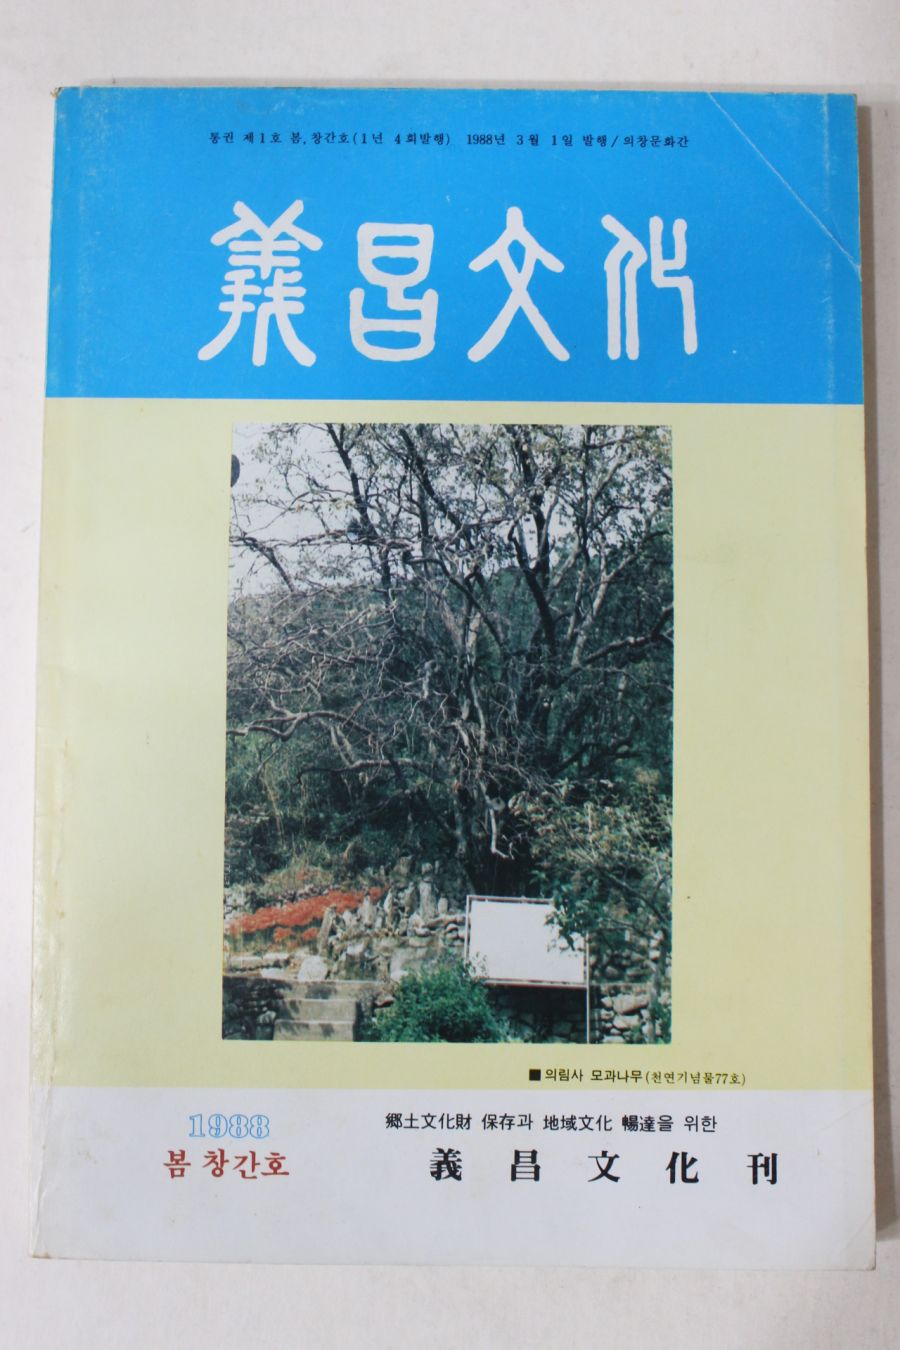 통권 제1호 봄, 창간호(1년 4회발행) 1988년 3월 1일 발행/의창문화간
義昌文化
■의림사 모과나무(천연기념물77호)
1988
봄 창간호
鄕土文化財 保存과 地域文化 暢達을 위한
義昌文化刊